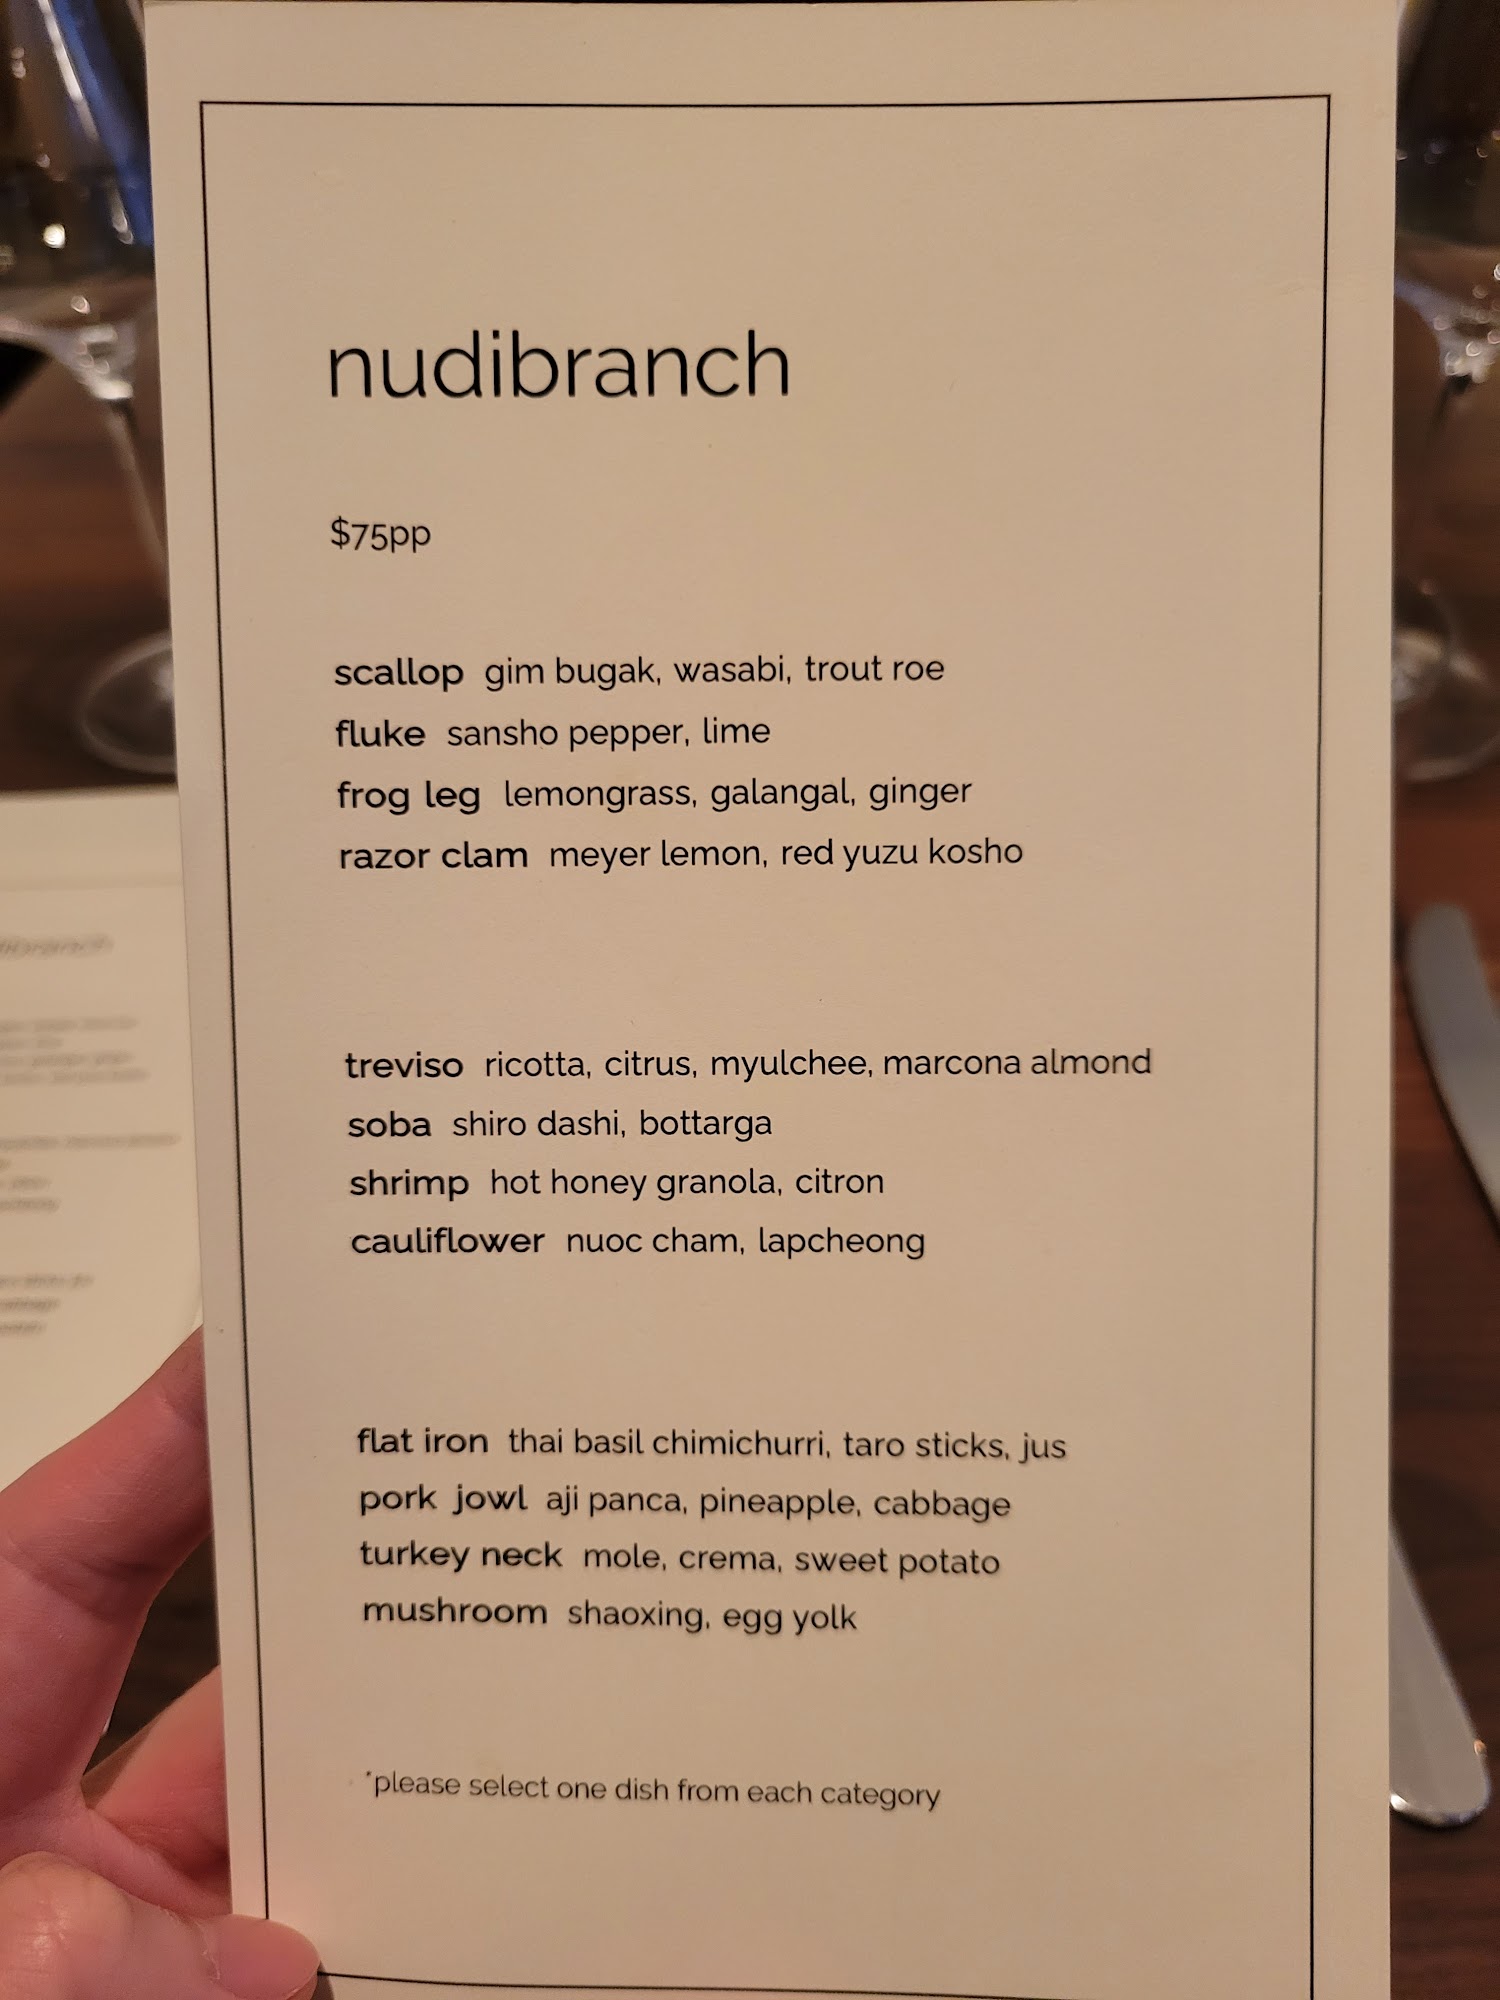 nudibranch
$75pp
scallop gim bugak, wasabi, trout roe
fluke sansho pepper, lime
frog leg lemongrass, galangal, ginger
razor clam meyer lemon, red yuzu kosho
treviso ricotta, citrus, myulchee, marcona almond
soba shiro dashi, bottarga
shrimp hot honey granola, citron
cauliflower nuoc cham, lapcheong
flat iron thai basil chimichurri, taro sticks, jus
pork jowl aji panca, pineapple, cabbage
turkey neck mole, crema, sweet potato
mushroom shaoxing, egg yolk
*please select one dish from each category